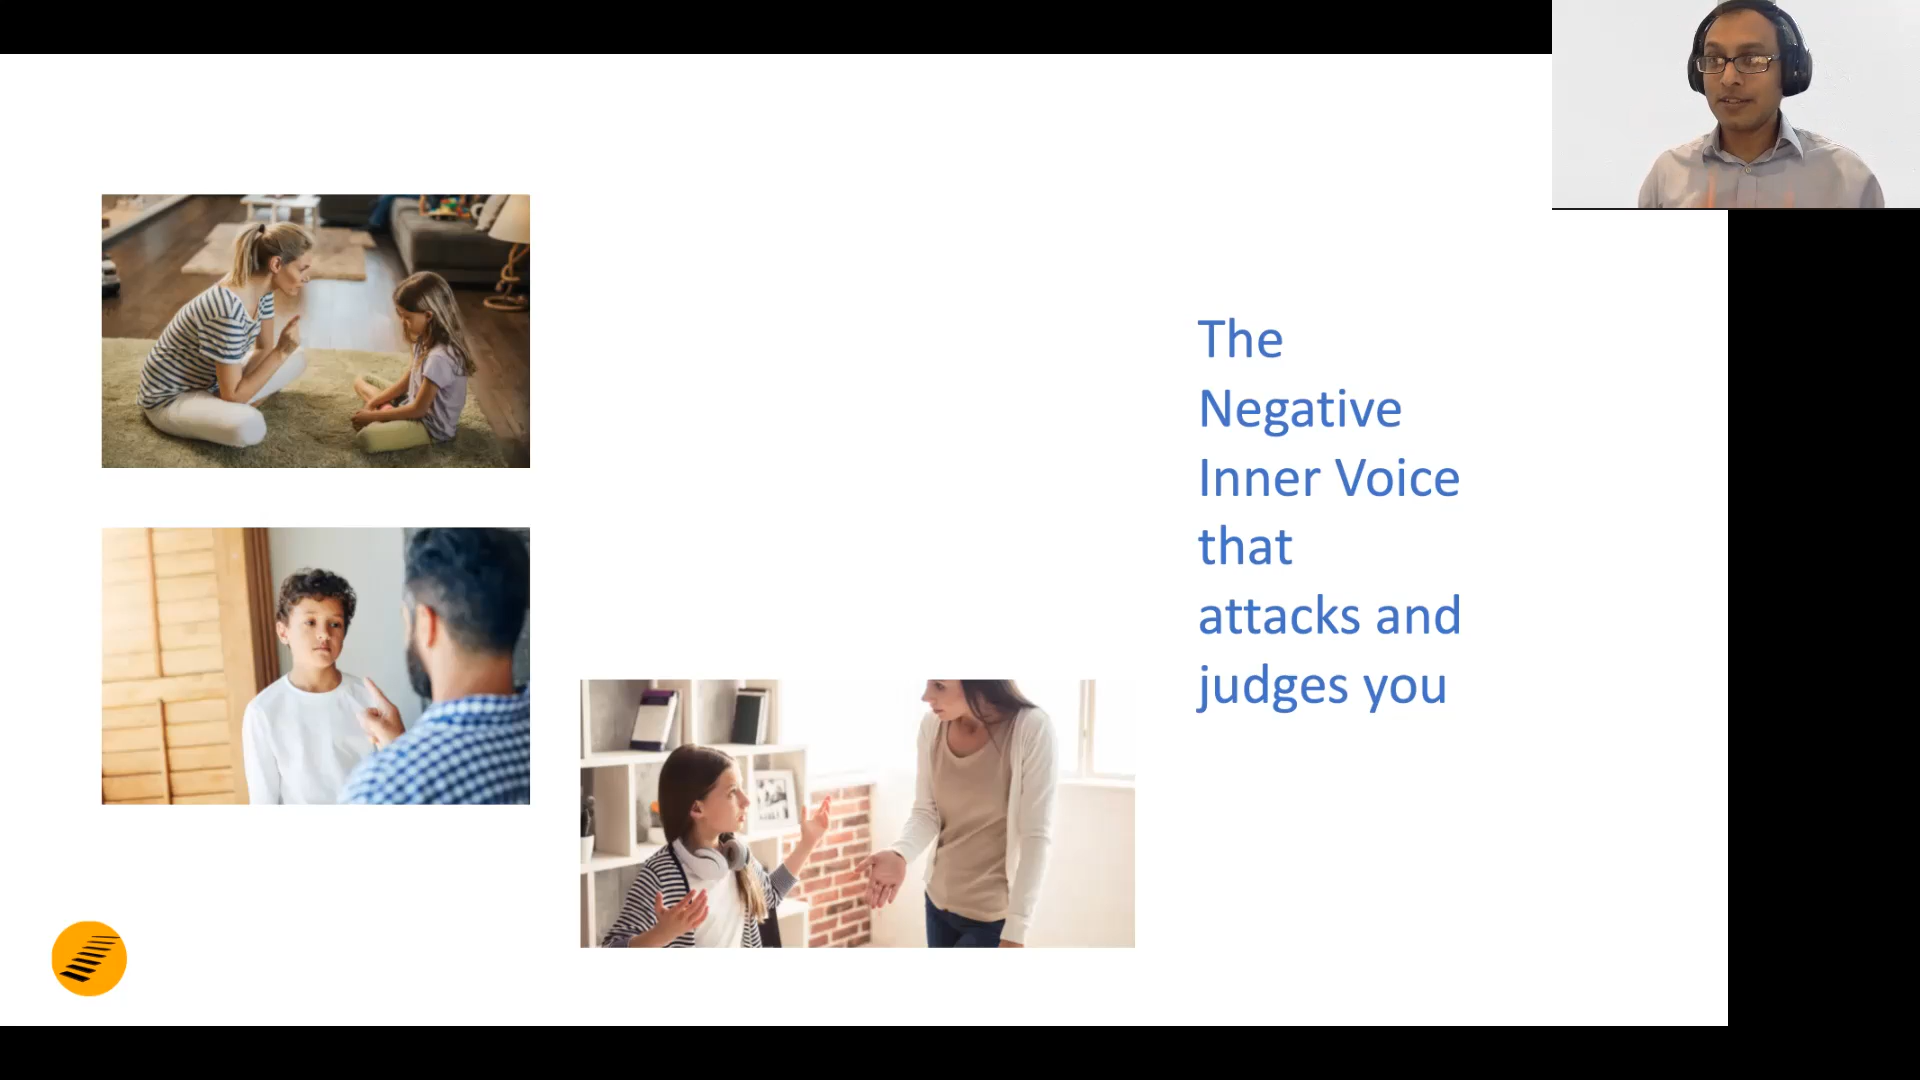 The
Negative
Inner Voice
that
attacks and
judges you